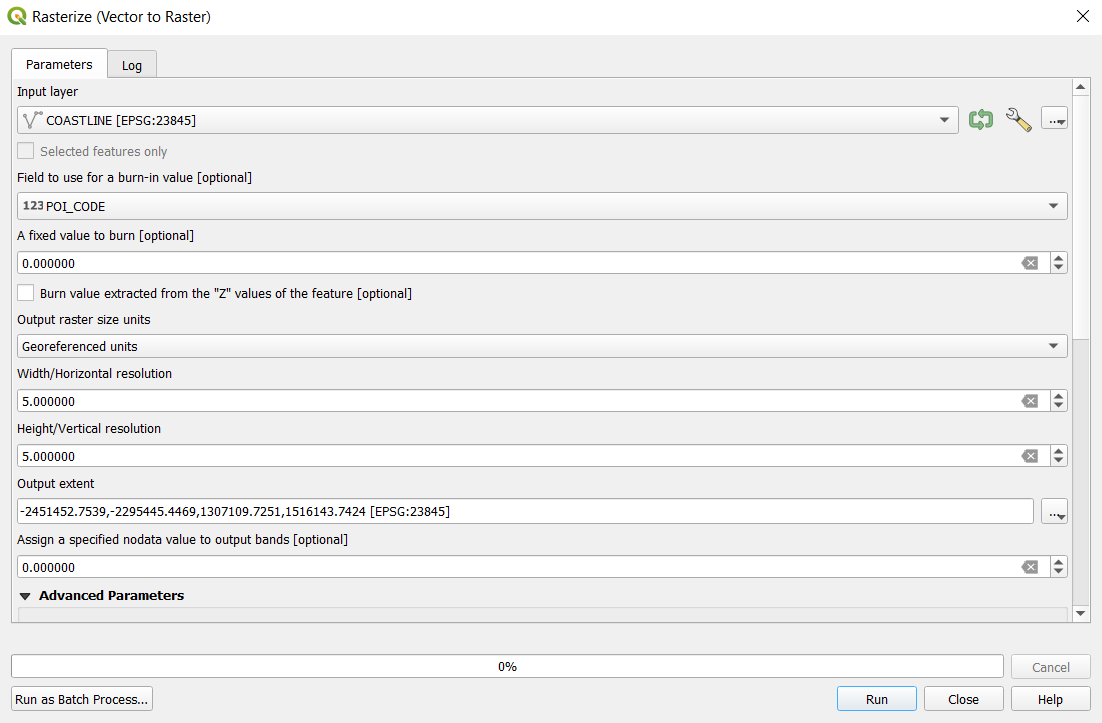 Rasterize (Vector to Raster)
Parameters
Log
Input layer
COASTLINE [EPSG:23845]
...
Selected features only
Field to use for a burn-in value [optional]
123 POI_CODE
A fixed value to burn [optional]
0.000000
Burn value extracted from the "Z" values of the feature [optional]
Output raster size units
Georeferenced units
Width/Horizontal resolution
5.000000
Height/Vertical resolution
5.000000
Output extent
-2451452.7539,-2295445.4469,1307109.7251,1516143.7424 [EPSG:23845]
...
Assign a specified nodata value to output bands [optional]
0.000000
Advanced Parameters
0%
Cancel
Run as Batch Process...
Run
Close
Help